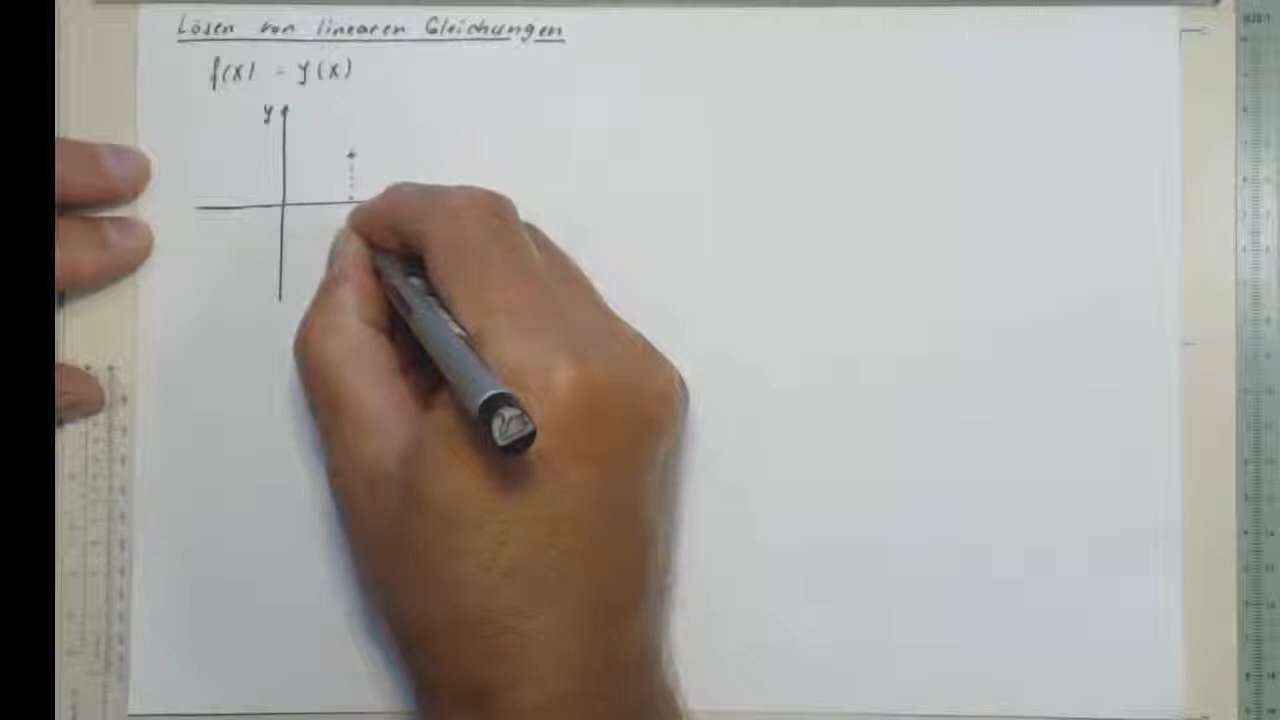 Lösen von linearen Gleichungen
f(x) = g(x)
y